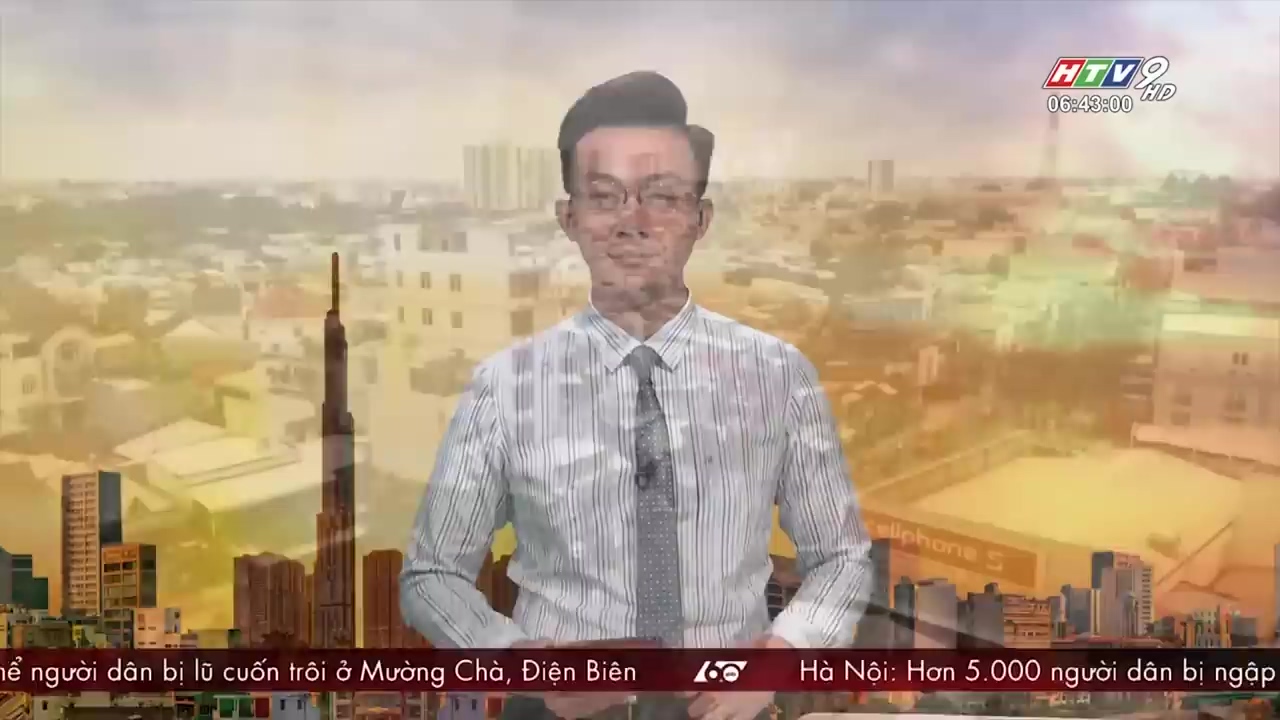 HTV9
HD
06:43:00
cellphone S
người dân bị lũ cuốn trôi ở Mường Chà, Điện Biên
60 Hà Nội: Hơn 5.000 người dân bị ngập